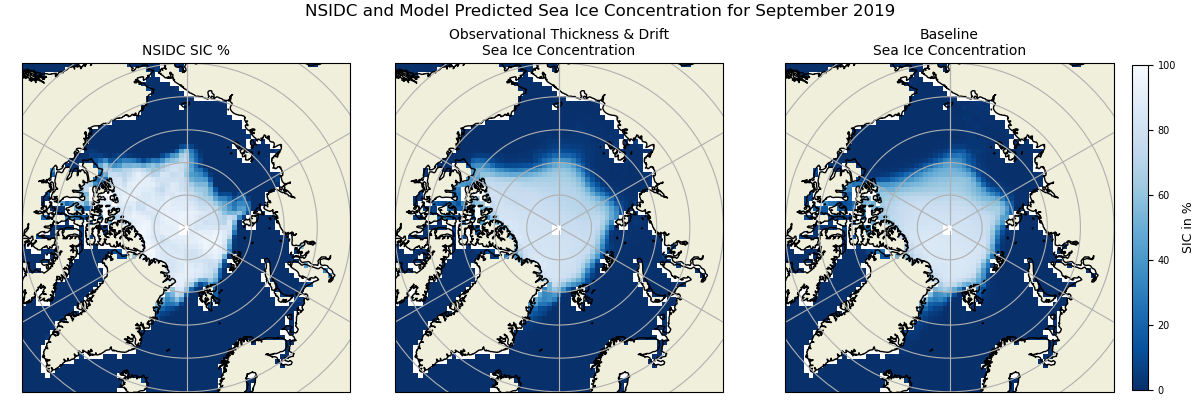 NSIDC and Model Predicted Sea Ice Concentration for September 2019
NSIDC SIC %
Observational Thickness & Drift
Sea Ice Concentration
Baseline
Sea Ice Concentration
100
80
60
40
20
0
SIC in %